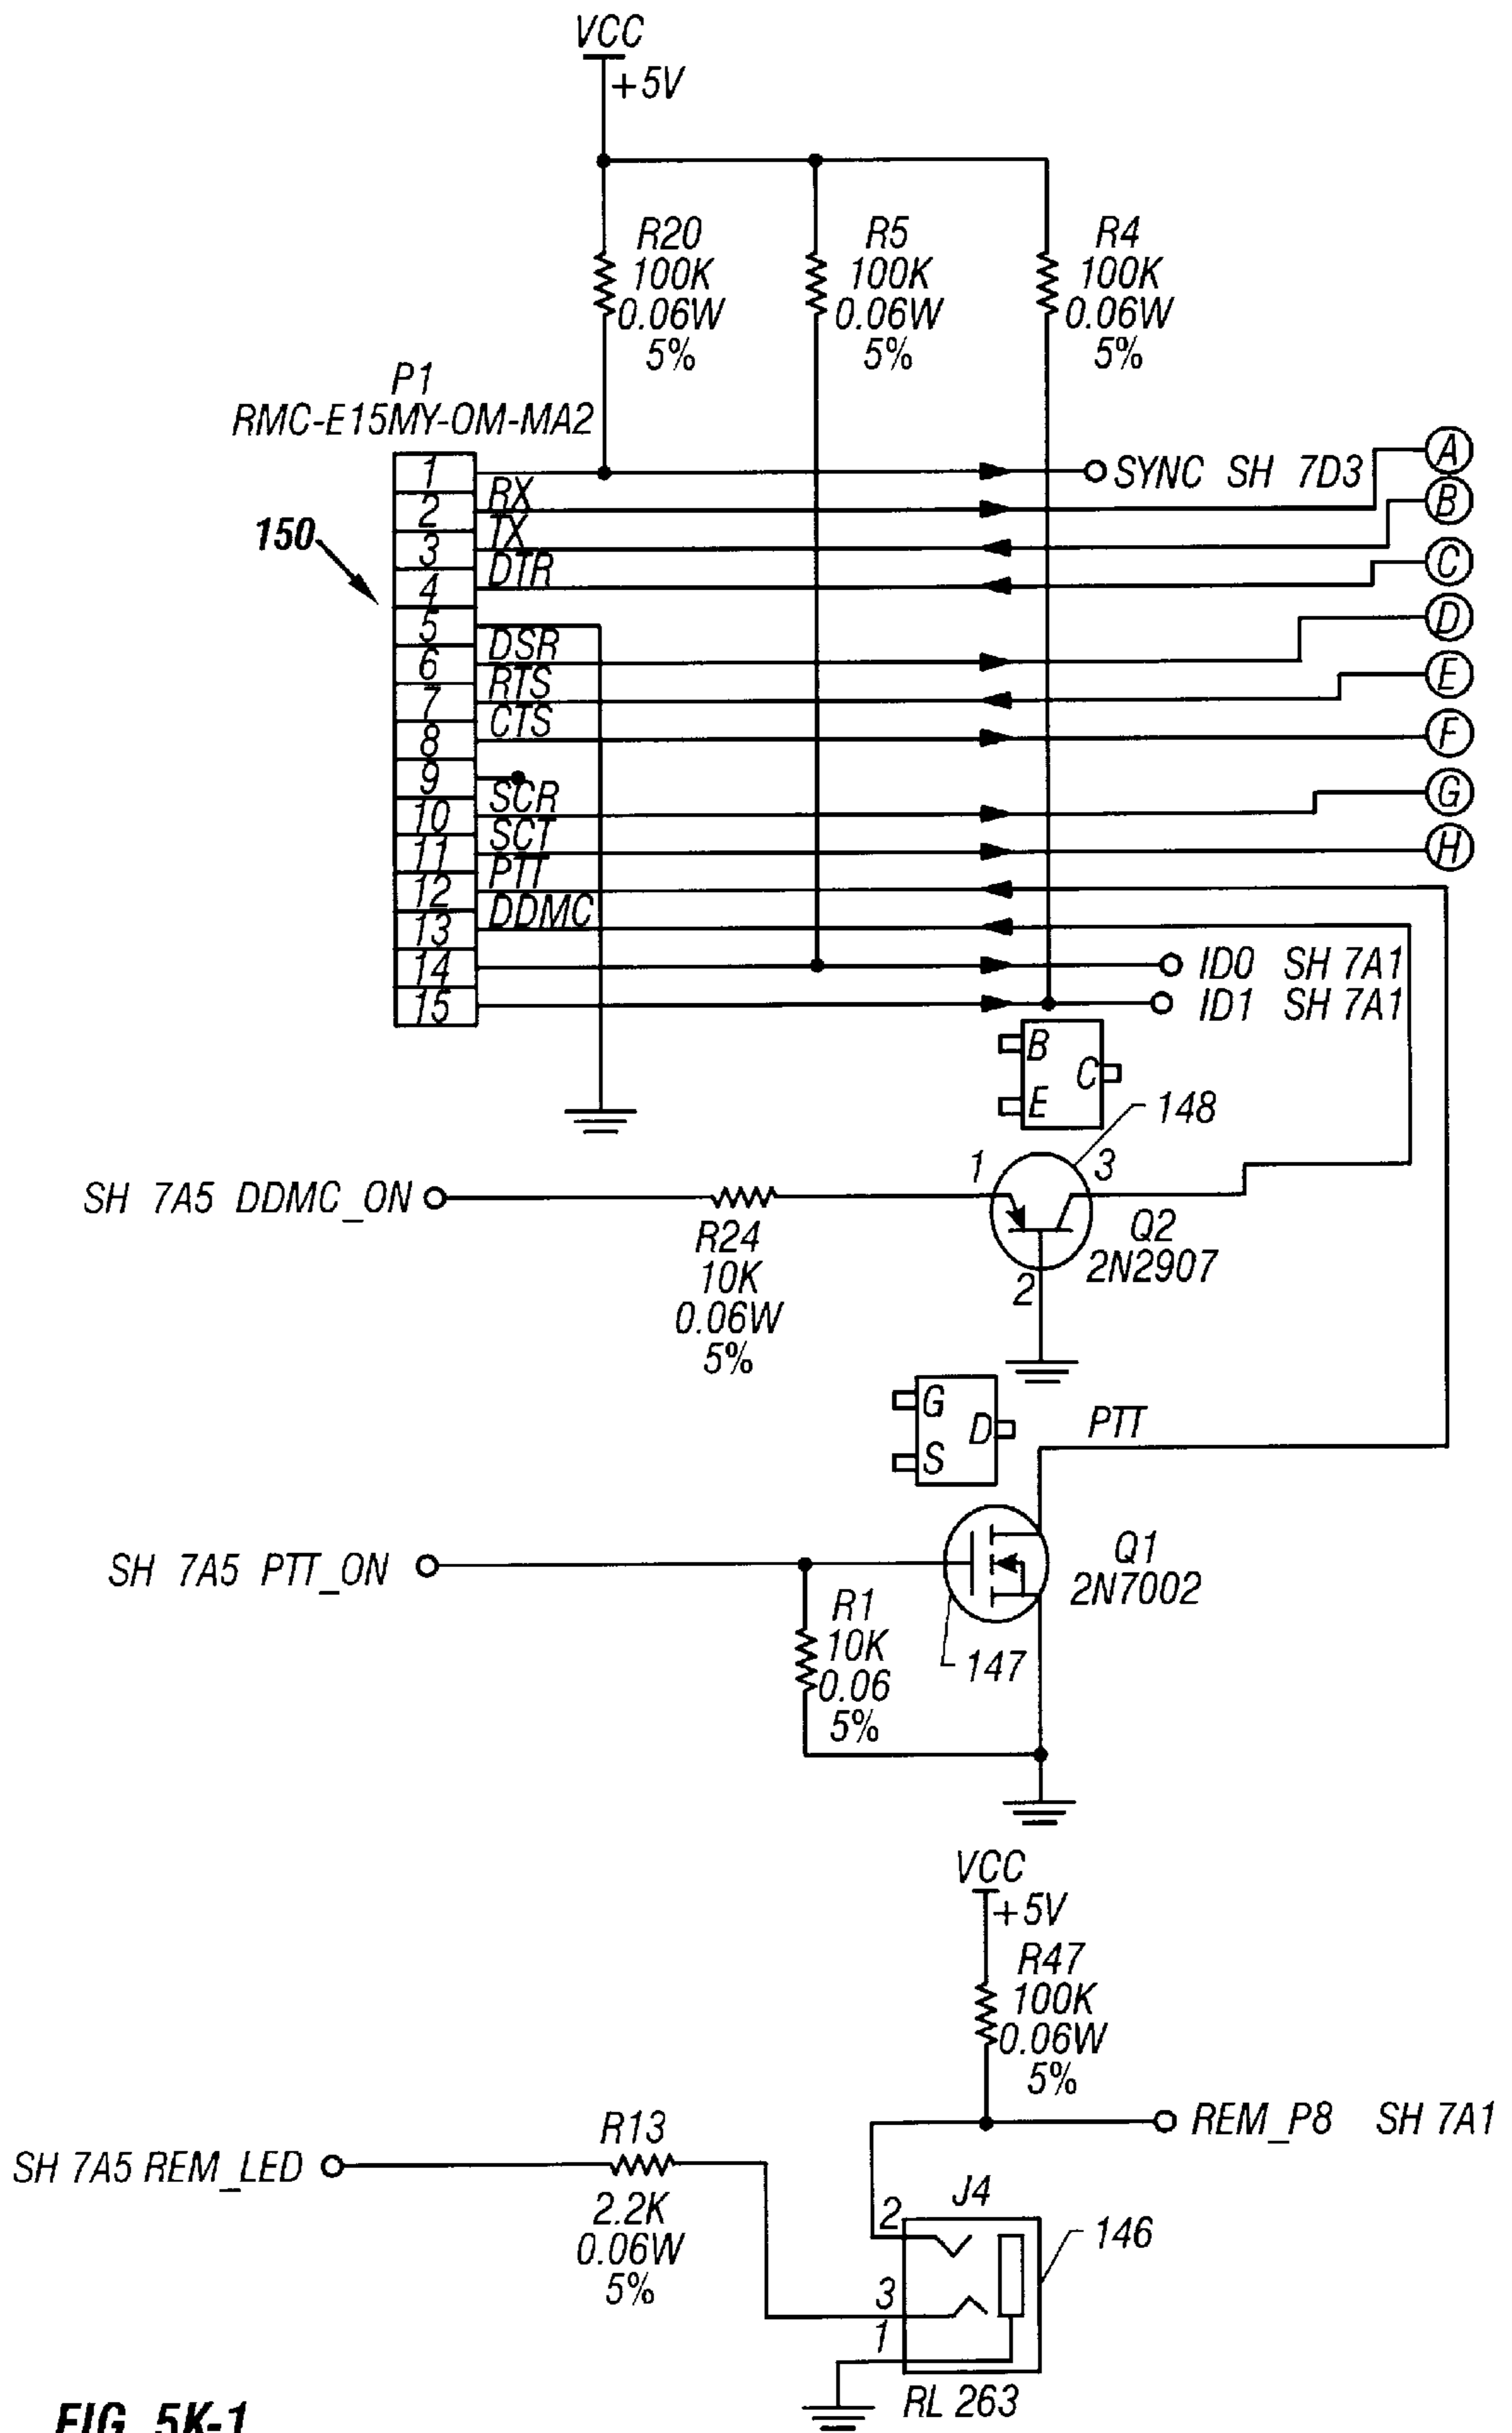 VCC
+5V
R20
100K
0.06W
5%
R5
100K
0.06W
5%
R4
100K
0.06W
5%
P1
RMC-E15MY-OM-MA2
150
1
2
3
4
5
6
7
8
9
10
11
12
13
14
15
RX
TX
DTR
DSR
RTS
CTS
SCR
SCT
PTT
DDMC
SYNC SH 7D3
A
B
C
D
E
F
G
H
ID0 SH 7A1
ID1 SH 7A1
B
C
E
148
SH 7A5 DDMC_ON
R24
10K
0.06W
5%
1
3
2
Q2
2N2907
G
D
S
PTT
SH 7A5 PTT_ON
R1
10K
0.06
5%
Q1
2N7002
147
VCC
+5V
R47
100K
0.06W
5%
REM_P8 SH 7A1
SH 7A5 REM_LED
R13
2.2K
0.06W
5%
J4
2
3
1
146
RL 263
FIG. 5K-1